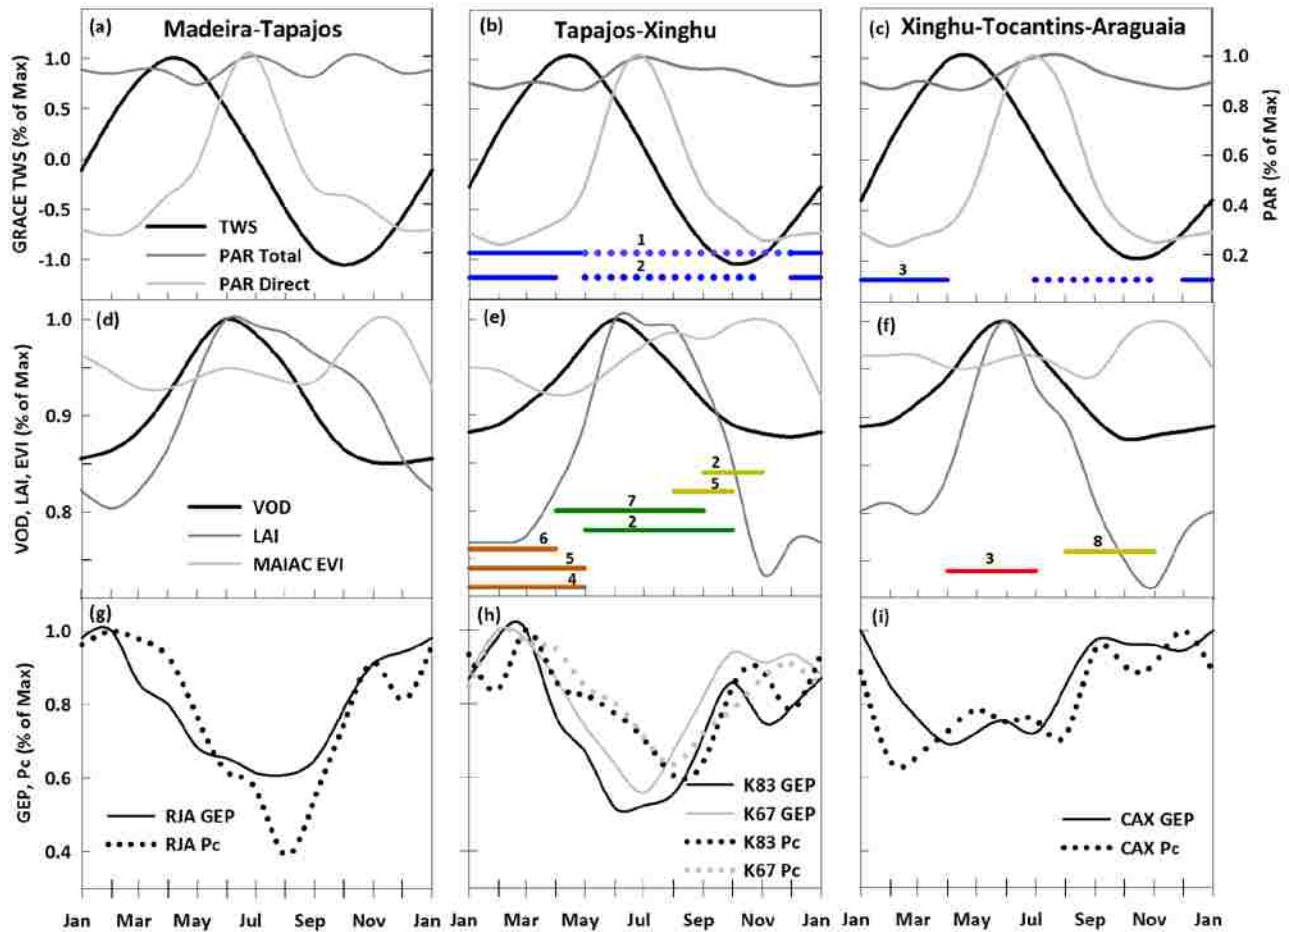 (a) Madeira-Tapajos
(b) Tapajos-Xinghu
(c) Xinghu-Tocantins-Araguaia
GRACE TWS (% of Max)
1.0
0.5
0.0
-0.5
-1.0
TWS
PAR Total
PAR Direct
1
2
3
1.0
0.8
0.6
0.4
0.2
PAR (% of Max)
(d)
(e)
(f)
VOD, LAI, EVI (% of Max)
1.0
0.9
0.8
VOD
LAI
MAIAC EVI
2
5
7
2
6
5
4
8
3
(g)
(h)
(i)
GEP, Pc (% of Max)
1.0
0.8
0.6
0.4
RJA GEP
RJA Pc
K83 GEP
K67 GEP
K83 Pc
K67 Pc
CAX GEP
CAX Pc
Jan Mar May Jul Sep Nov Jan
Jan Mar May Jul Sep Nov Jan
Jan Mar May Jul Sep Nov Jan